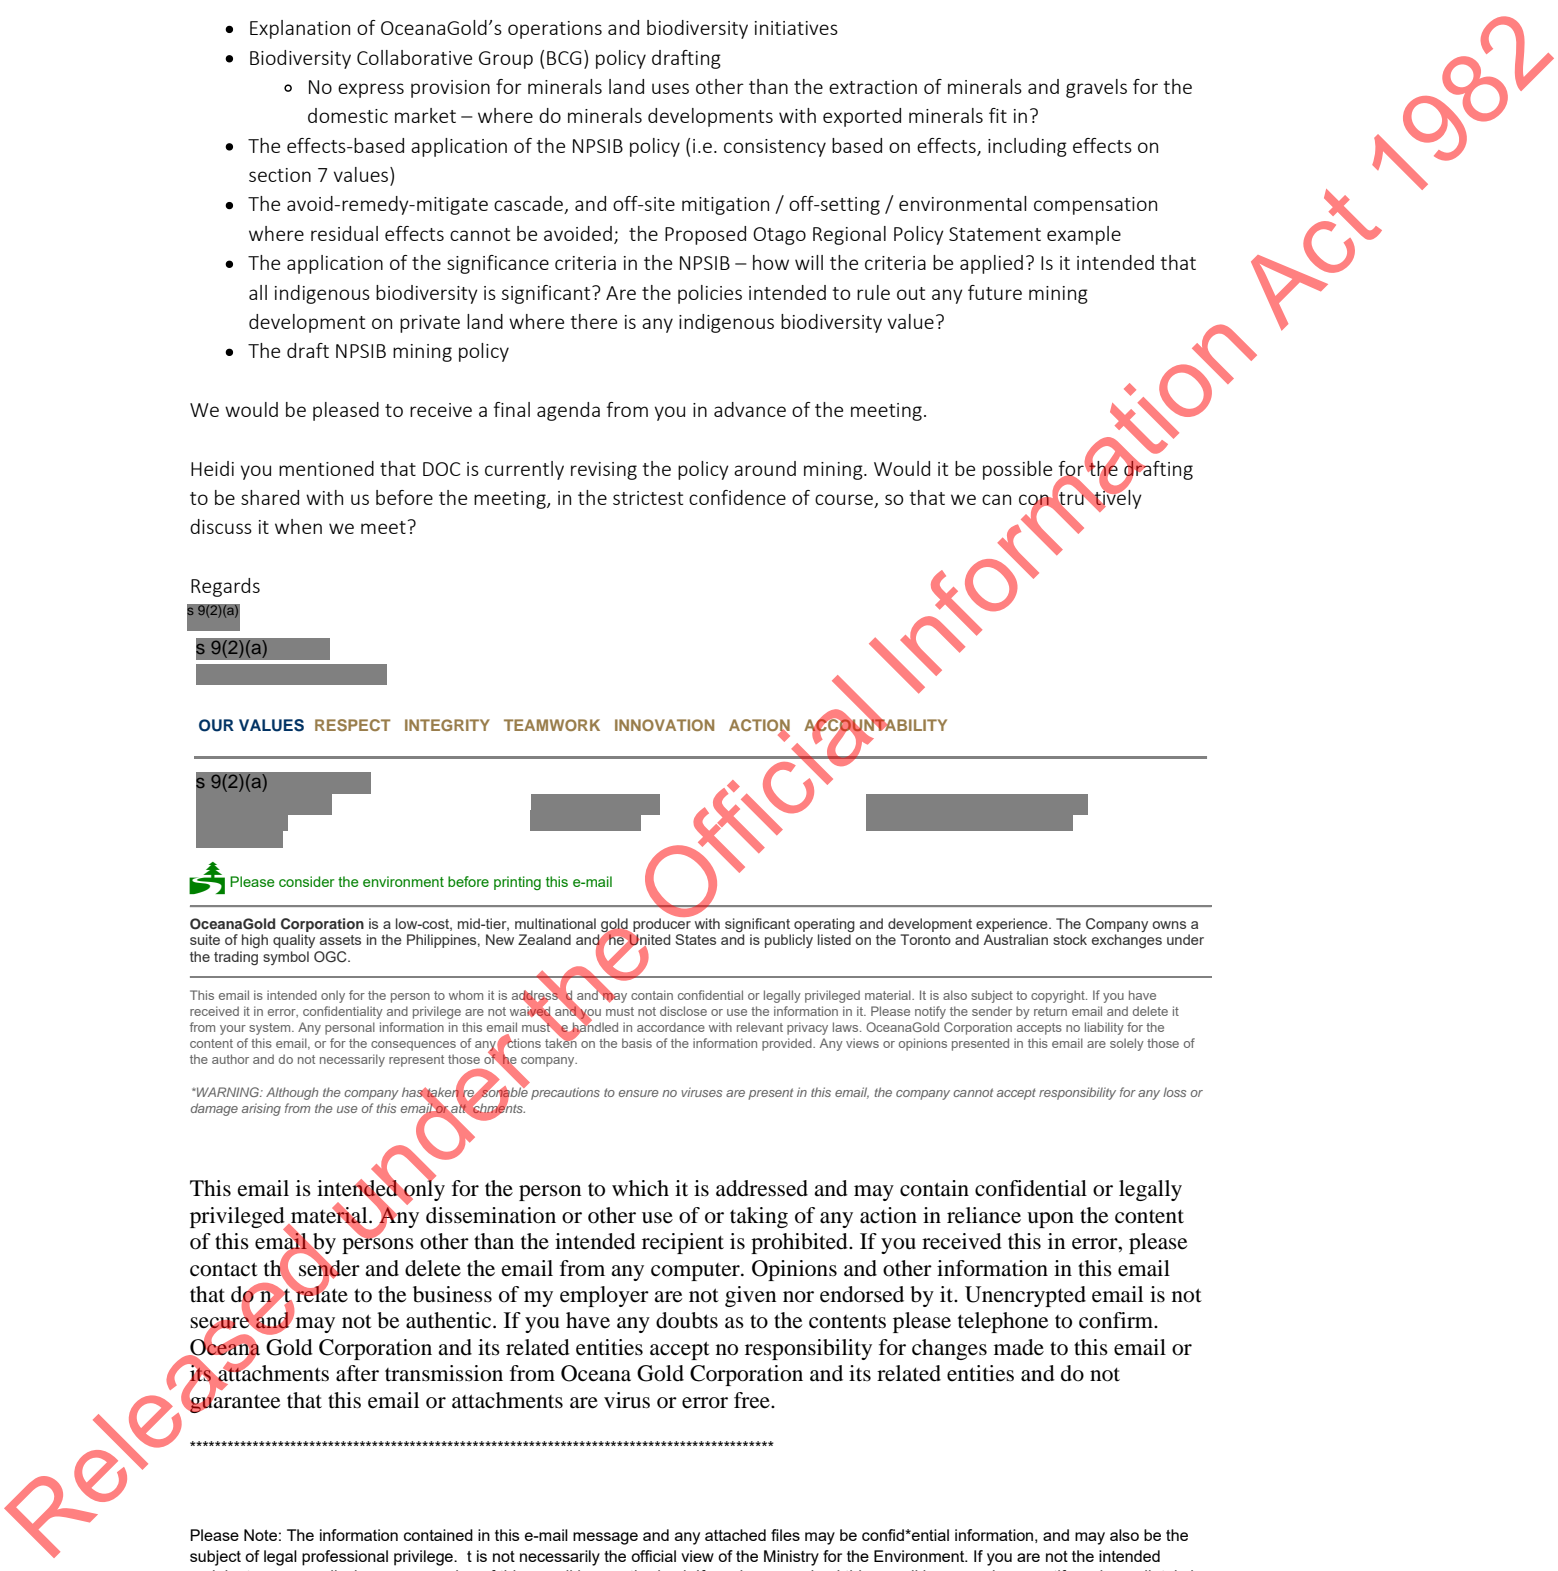 • Explanation of OceanaGold’s operations and biodiversity initiatives
• Biodiversity Collaborative Group (BCG) policy drafting
o No express provision for minerals land uses other than the extraction of minerals and gravels for the
domestic market – where do minerals developments with exported minerals fit in?
• The effects-based application of the NPSIB policy (i.e. consistency based on effects, including effects on
section 7 values)
• The avoid-remedy-mitigate cascade, and off-site mitigation / off-setting / environmental compensation
where residual effects cannot be avoided;  the Proposed Otago Regional Policy Statement example
• The application of the significance criteria in the NPSIB – how will the criteria be applied? Is it intended that
all indigenous biodiversity is significant? Are the policies intended to rule out any future mining
development on private land where there is any indigenous biodiversity value?
• The draft NPSIB mining policy
We would be pleased to receive a final agenda from you in advance of the meeting.
Heidi you mentioned that DOC is currently revising the policy around mining. Would it be possible for the drafting
to be shared with us before the meeting, in the strictest confidence of course, so that we can con tru tively
discuss it when we meet?
Regards
s 9(2)(a)
s 9(2)(a)
OUR VALUES RESPECT INTEGRITY TEAMWORK INNOVATION ACTION ACCOUNTABILITY
s 9(2)(a)
Please consider the environment before printing this e-mail
OceanaGold Corporation is a low-cost, mid-tier, multinational gold producer with significant operating and development experience. The Company owns a
suite of high quality assets in the Philippines, New Zealand and he United States and is publicly listed on the Toronto and Australian stock exchanges under
the trading symbol OGC.
This email is intended only for the person to whom it is address d and may contain confidential or legally privileged material. It is also subject to copyright. If you have
received it in error, confidentiality and privilege are not waived and you must not disclose or use the information in it. Please notify the sender by return email and delete it
from your system. Any personal information in this email must e handled in accordance with relevant privacy laws. OceanaGold Corporation accepts no liability for the
content of this email, or for the consequences of any ctions taken on the basis of the information provided. Any views or opinions presented in this email are solely those of
the author and do not necessarily represent those of he company.
*WARNING: Although the company has taken re sonable precautions to ensure no viruses are present in this email, the company cannot accept responsibility for any loss or
damage arising from the use of this email or att chments.
This email is intended only for the person to which it is addressed and may contain confidential or legally
privileged material. Any dissemination or other use of or taking of any action in reliance upon the content
of this email by persons other than the intended recipient is prohibited. If you received this in error, please
contact th sender and delete the email from any computer. Opinions and other information in this email
that do n t relate to the business of my employer are not given nor endorsed by it. Unencrypted email is not
secure and may not be authentic. If you have any doubts as to the contents please telephone to confirm.
Oceana Gold Corporation and its related entities accept no responsibility for changes made to this email or
its attachments after transmission from Oceana Gold Corporation and its related entities and do not
guarantee that this email or attachments are virus or error free.
*********************************************************************************************
Please Note: The information contained in this e-mail message and any attached files may be confid*ential information, and may also be the
subject of legal professional privilege.  t is not necessarily the official view of the Ministry for the Environment. If you are not the intended
Released under the Official Information Act 1982